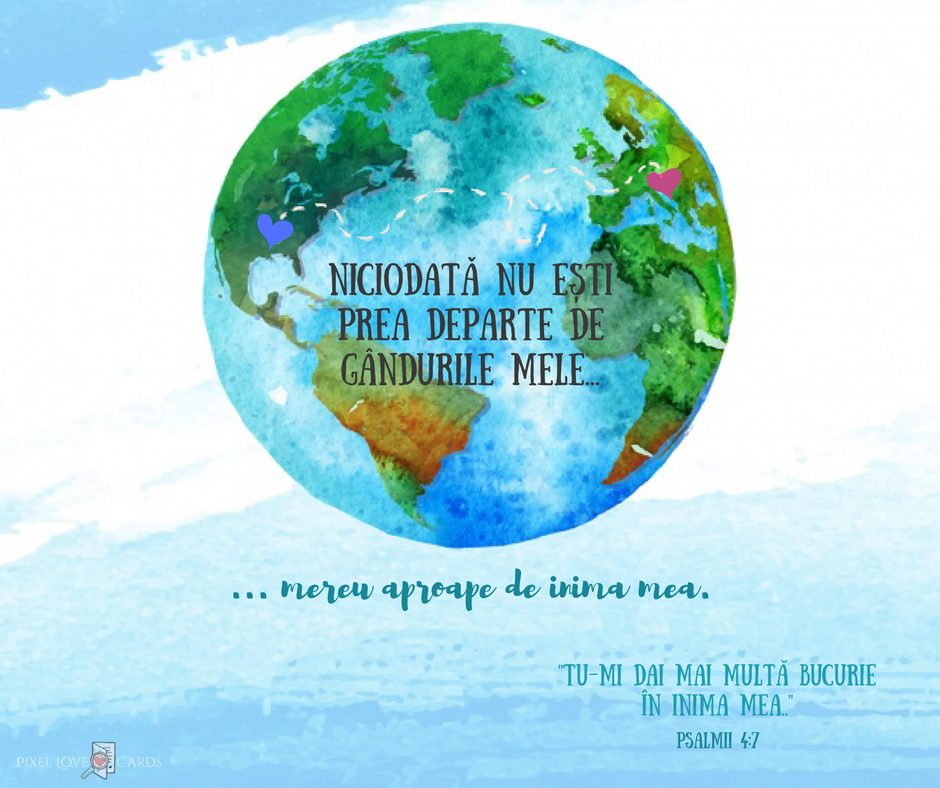 NICIODATĂ NU EȘTI
PREA DEPARTE DE
GÂNDURILE MELE...
... mereu aproape de inima mea.
"TU-MI DAI MAI MULTĂ BUCURIE
ÎN INIMA MEA.."
PSALMII 4:7
PIXEL LOVE CARDS